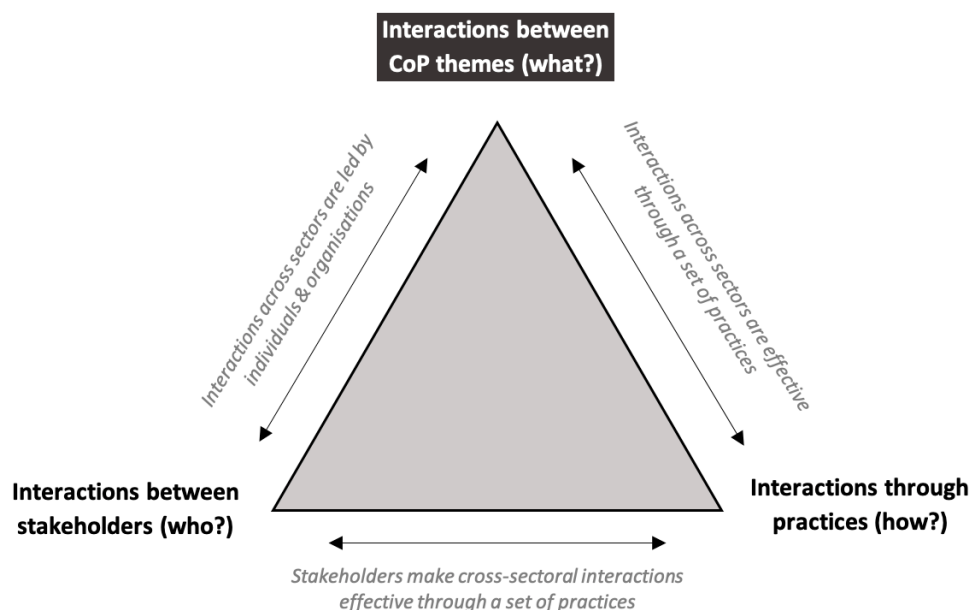 Interactions between
CoP themes (what?)
Interactions across sectors are led by
individuals & organisations
Interactions across sectors are effective
through a set of practices
Interactions between
stakeholders (who?)
Interactions through
practices (how?)
Stakeholders make cross-sectoral interactions
effective through a set of practices